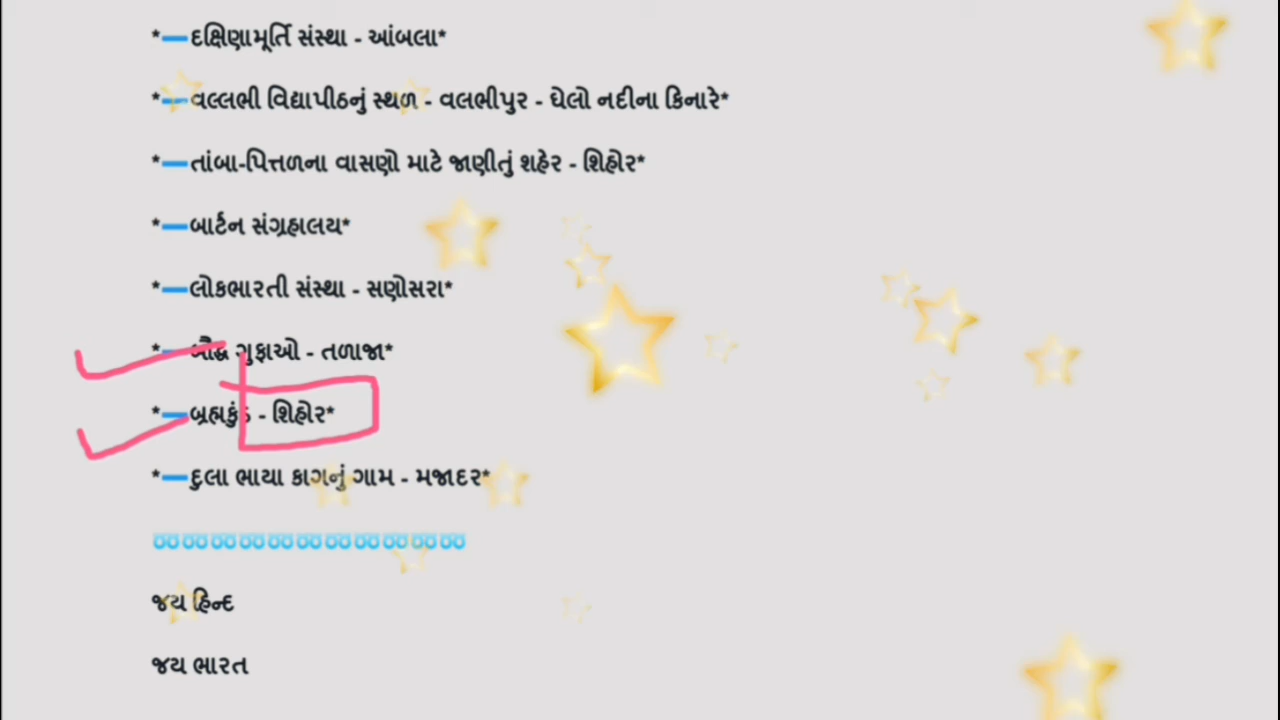 *➖દક્ષિણામૂર્તિ સંસ્થા - આંબલા*
*➖વલ્લભી વિદ્યાપીઠનું સ્થળ - વલભીપુર - ઘેલો નદીના કિનારે*
*➖તાંબા-પિત્તળના વાસણો માટે જાણીતું શહેર - શિહોર*
*➖બાર્ટન સંગ્રહાલય*
*➖લોકભારતી સંસ્થા - સણોસરા*
*➖બૌદ્ધ ગુફાઓ - તળાજા*
*➖બ્રહ્મકુંડ - શિહોર*
*➖દુલા ભાયા કાગનું ગામ - મજાદર*
જય હિન્દ
જય ભારત